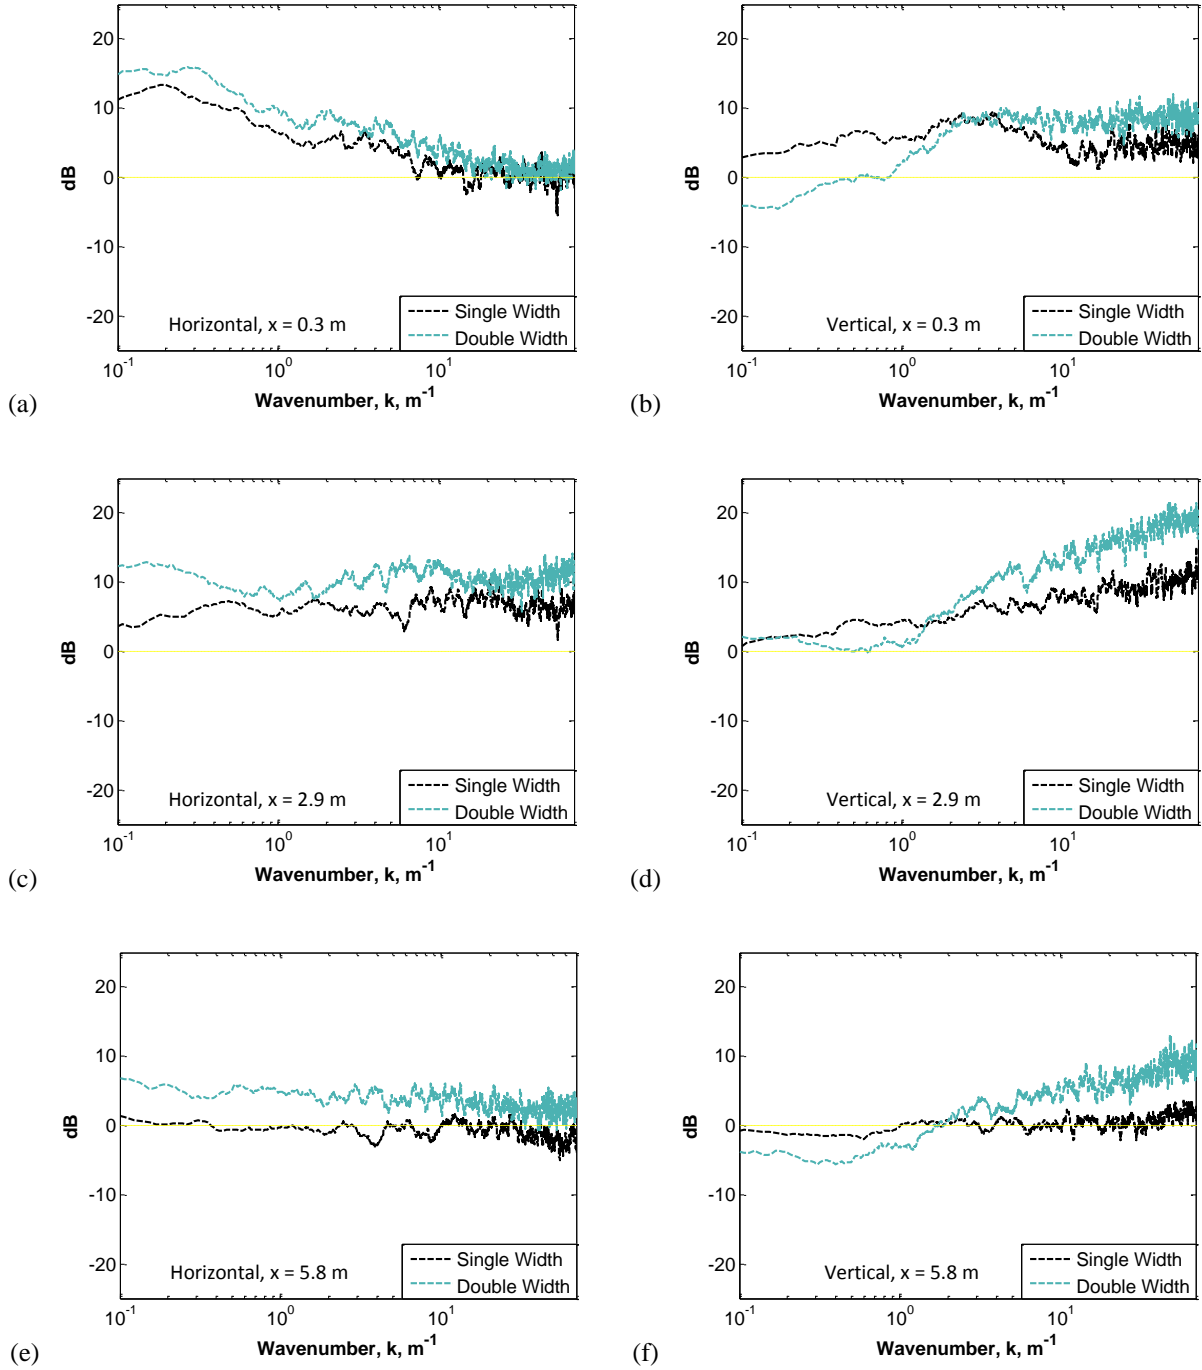 20
10
0
-10
-20
dB
Horizontal, x = 0.3 m
Single Width
Double Width
10^-1
10^0
10^1
Wavenumber, k, m^-1
(a)
20
10
0
-10
-20
dB
Vertical, x = 0.3 m
Single Width
Double Width
10^-1
10^0
10^1
Wavenumber, k, m^-1
(b)
20
10
0
-10
-20
dB
Horizontal, x = 2.9 m
Single Width
Double Width
10^-1
10^0
10^1
Wavenumber, k, m^-1
(c)
20
10
0
-10
-20
dB
Vertical, x = 2.9 m
Single Width
Double Width
10^-1
10^0
10^1
Wavenumber, k, m^-1
(d)
20
10
0
-10
-20
dB
Horizontal, x = 5.8 m
Single Width
Double Width
10^-1
10^0
10^1
Wavenumber, k, m^-1
(e)
20
10
0
-10
-20
dB
Vertical, x = 5.8 m
Single Width
Double Width
10^-1
10^0
10^1
Wavenumber, k, m^-1
(f)